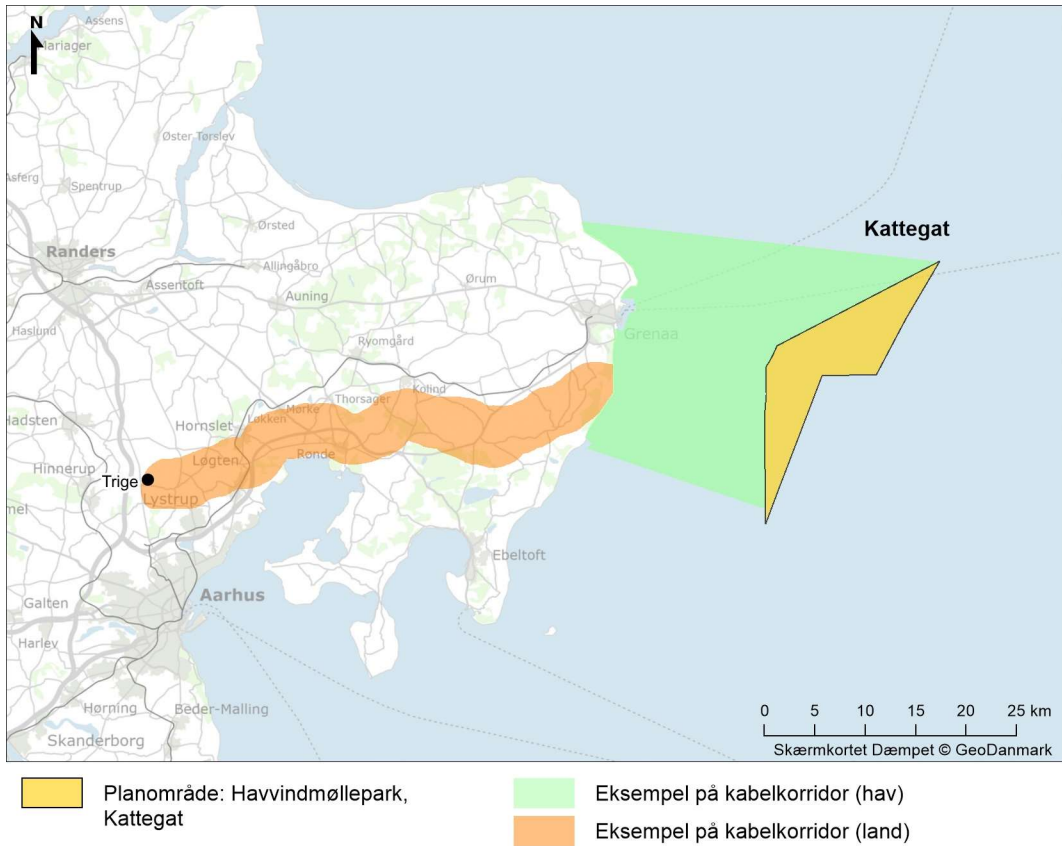 N
Assens
Mariager
Øster Tørslev
Asferg
Spentrup
Ørsted
Kattegat
Randers
Allingåbro
Assentoft
Ørum
Auning
Haslund
Grenaa
Ryomgård
Kolind
Thorsager
Hadsten
Mørke
Hornslet
Løkken
Rønde
Løgten
Hinnerup
Trige
Lystrup
mel
Ebeltoft
Aarhus
Galten
Harlev
Hørning
Beder-Malling
Skanderborg
0 5 10 15 20 25 km
Skærmkortet Dæmpet © GeoDanmark
Planområde: Havvindmøllepark,
Kattegat
Eksempel på kabelkorridor (hav)
Eksempel på kabelkorridor (land)